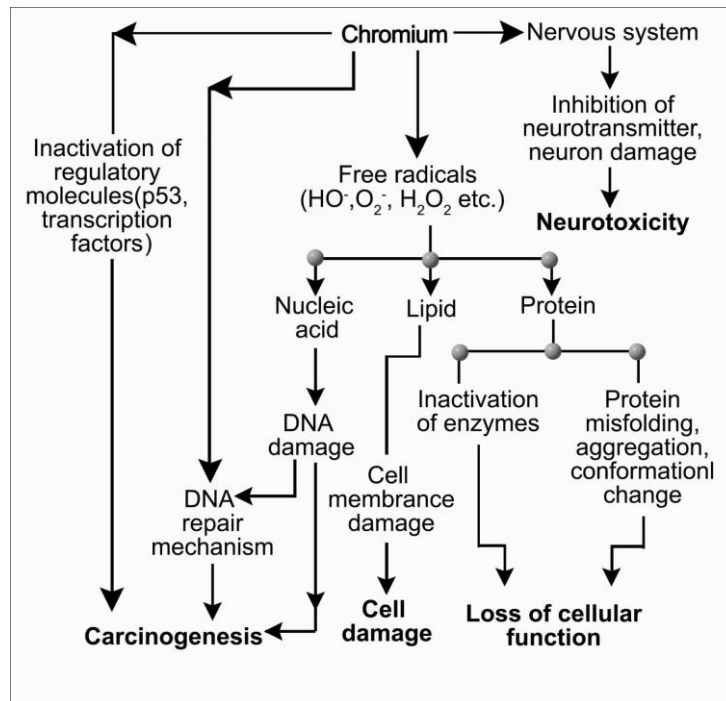 Chromium
Nervous system
Inhibition of
neurotransmitter,
neuron damage
Neurotoxicity
Inactivation of
regulatory
molecules(p53,
transcription
factors)
Free radicals
(HO⁻,O₂⁻, H₂O₂ etc.)
Nucleic
acid
Lipid
Protein
DNA
damage
Inactivation
of enzymes
Protein
misfolding,
aggregation,
conformationl
change
DNA
repair
mechanism
Cell
membrance
damage
Carcinogenesis
Cell
damage
Loss of cellular
function